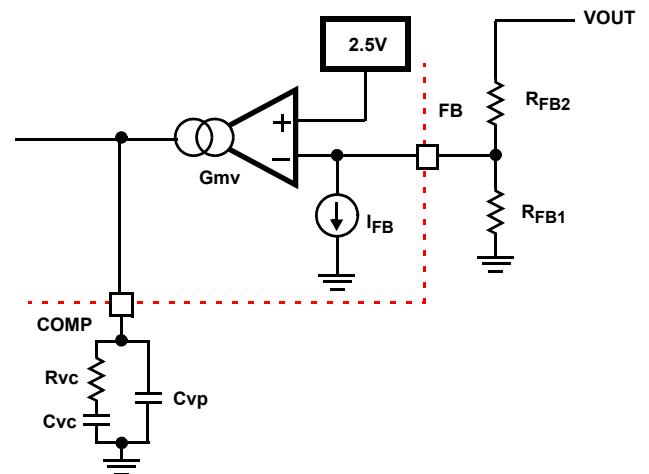 VOUT
2.5V
FB
RFB2
+
−
Gmv
IFB
RFB1
COMP
Rvc
Cvp
Cvc